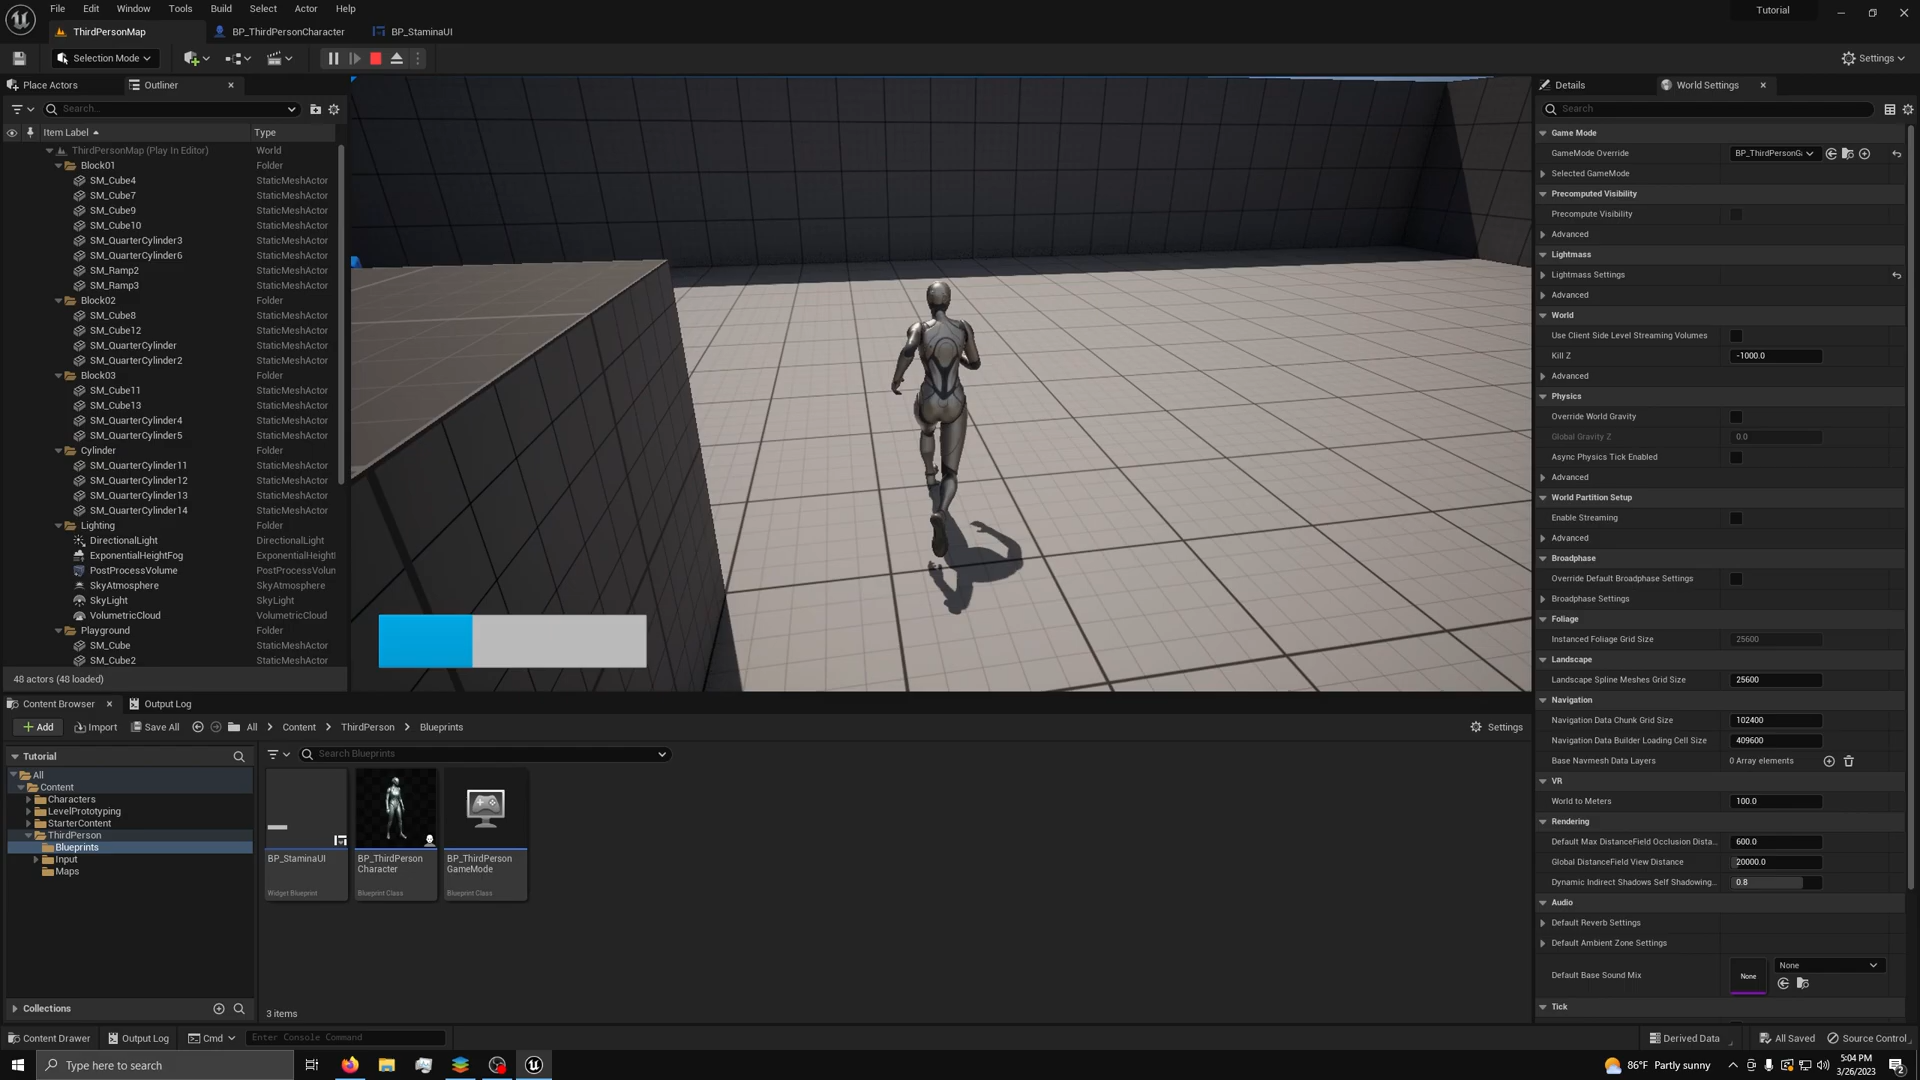 File Edit Window Tools Build Select Actor Help
Tutorial
ThirdPersonMap BP_ThirdPersonCharacter BP_StaminaUI
Selection Mode
Settings
Place Actors Outliner
Search...
Item Label Type
ThirdPersonMap (Play In Editor) World
Block01 Folder
SM_Cube4 StaticMeshActor
SM_Cube7 StaticMeshActor
SM_Cube9 StaticMeshActor
SM_Cube10 StaticMeshActor
SM_QuarterCylinder3 StaticMeshActor
SM_QuarterCylinder6 StaticMeshActor
SM_Ramp2 StaticMeshActor
SM_Ramp3 StaticMeshActor
Block02 Folder
SM_Cube8 StaticMeshActor
SM_Cube12 StaticMeshActor
SM_QuarterCylinder StaticMeshActor
SM_QuarterCylinder2 StaticMeshActor
Block03 Folder
SM_Cube11 StaticMeshActor
SM_Cube13 StaticMeshActor
SM_QuarterCylinder4 StaticMeshActor
SM_QuarterCylinder5 StaticMeshActor
Cylinder Folder
SM_QuarterCylinder11 StaticMeshActor
SM_QuarterCylinder12 StaticMeshActor
SM_QuarterCylinder13 StaticMeshActor
SM_QuarterCylinder14 StaticMeshActor
Lighting Folder
DirectionalLight DirectionalLight
ExponentialHeightFog ExponentialHeightI
PostProcessVolume PostProcessVolun
SkyAtmosphere SkyAtmosphere
SkyLight SkyLight
VolumetricCloud VolumetricCloud
Playground Folder
SM_Cube StaticMeshActor
SM_Cube2 StaticMeshActor
48 actors (48 loaded)
Details World Settings
Search
Game Mode
GameMode Override BP_ThirdPersonGa
Selected GameMode
Precomputed Visibility
Precompute Visibility
Advanced
Lightmass
Lightmass Settings
Advanced
World
Use Client Side Level Streaming Volumes
Kill Z -1000.0
Advanced
Physics
Override World Gravity
Global Gravity Z 0.0
Async Physics Tick Enabled
Advanced
World Partition Setup
Enable Streaming
Advanced
Broadphase
Override Default Broadphase Settings
Broadphase Settings
Foliage
Instanced Foliage Grid Size 25600
Landscape
Landscape Spline Meshes Grid Size 25600
Navigation
Navigation Data Chunk Grid Size 102400
Navigation Data Builder Loading Cell Size 409600
Base Navmesh Data Layers 0 Array elements
VR
World to Meters 100.0
Rendering
Default Max DistanceField Occlusion Dista... 600.0
Global DistanceField View Distance 20000.0
Dynamic Indirect Shadows Self Shadowing... 0.8
Audio
Default Reverb Settings
Default Ambient Zone Settings
Default Base Sound Mix None None
Tick
Content Browser Output Log
Add Import Save All All Content ThirdPerson Blueprints Settings
Tutorial
Search Blueprints
All
Content
Characters
LevelPrototyping
StarterContent
ThirdPerson
Blueprints
Input
Maps
BP_StaminaUI
Widget Blueprint
BP_ThirdPerson
Character
Blueprint Class
BP_ThirdPerson
GameMode
Blueprint Class
Collections
3 items
Content Drawer Output Log Cmd Enter Console Command
Derived Data All Saved Source Control
Type here to search
86°F Partly sunny
5:04 PM
3/26/2023
2